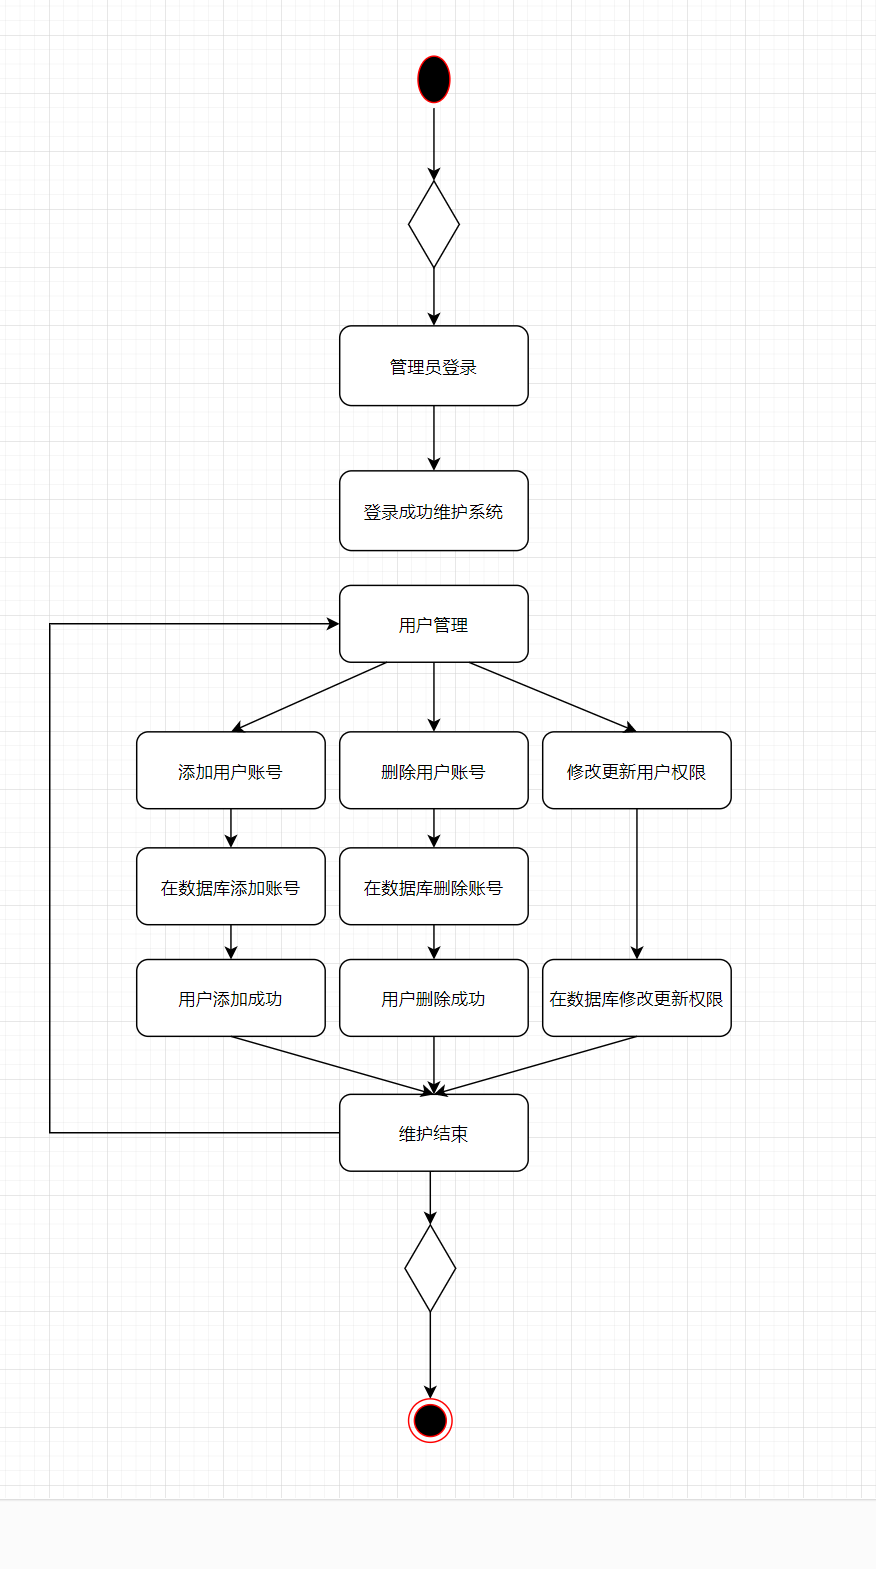 管理员登录
登录成功维护系统
用户管理
添加用户账号
删除用户账号
修改更新用户权限
在数据库添加账号
在数据库删除账号
用户添加成功
用户删除成功
在数据库修改更新权限
维护结束